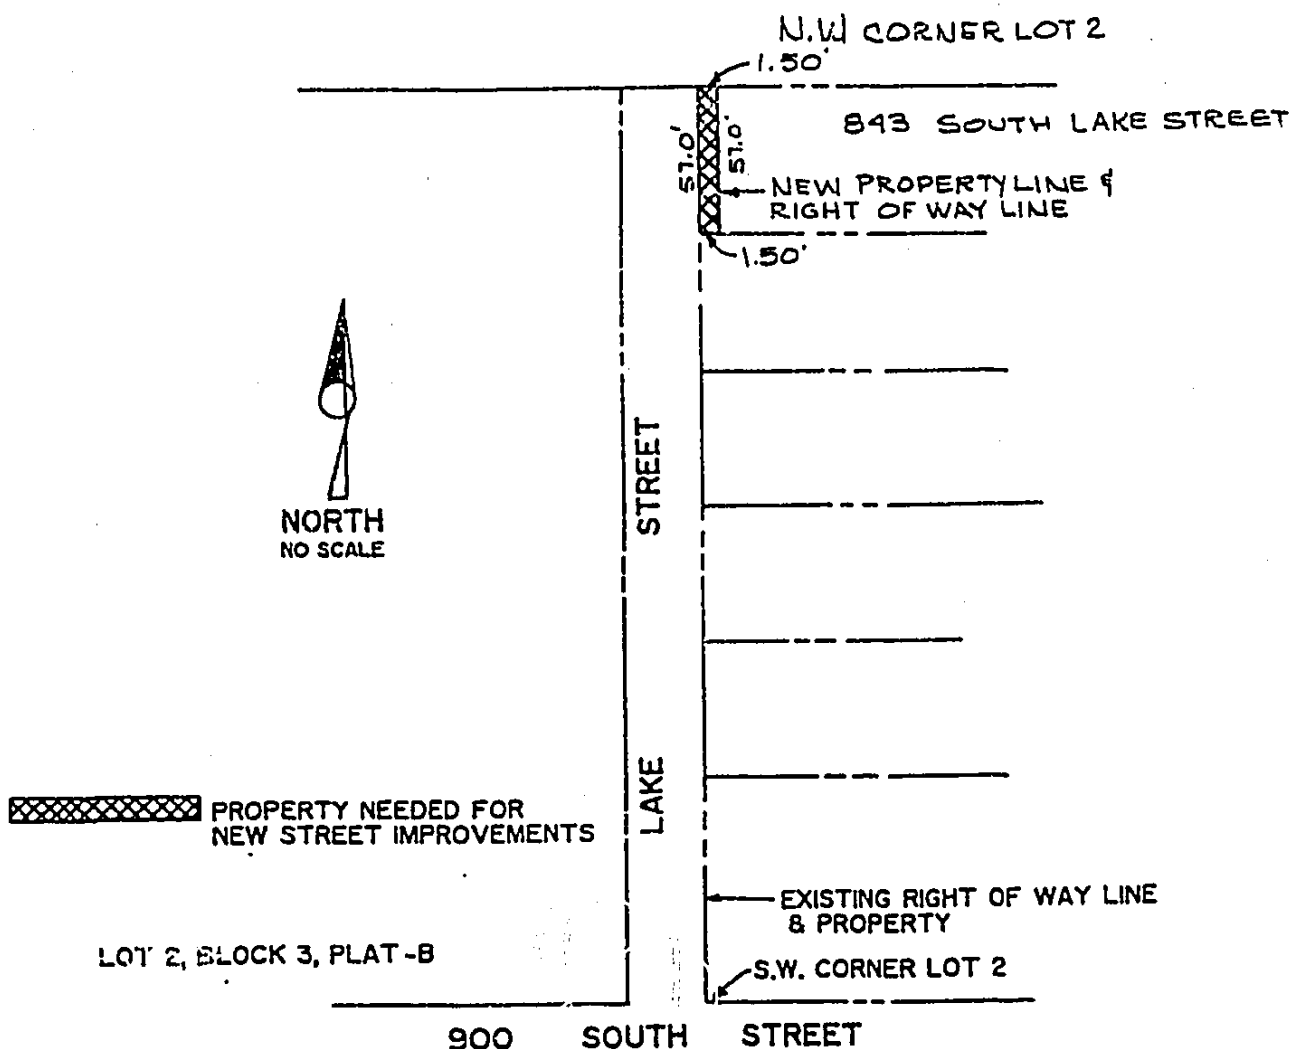 N.W CORNER LOT 2
1.50'
843 SOUTH LAKE STREET
57.0'
57.0'
NEW PROPERTY LINE &
RIGHT OF WAY LINE
1.50'
STREET
NORTH
NO SCALE
LAKE
PROPERTY NEEDED FOR
NEW STREET IMPROVEMENTS
EXISTING RIGHT OF WAY LINE
& PROPERTY
LOT 2, BLOCK 3, PLAT-B
S.W. CORNER LOT 2
900 SOUTH STREET